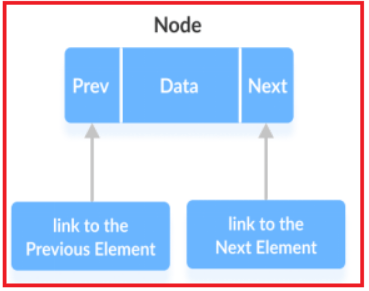 Node
Prev Data Next
link to the
Previous Element
link to the
Next Element